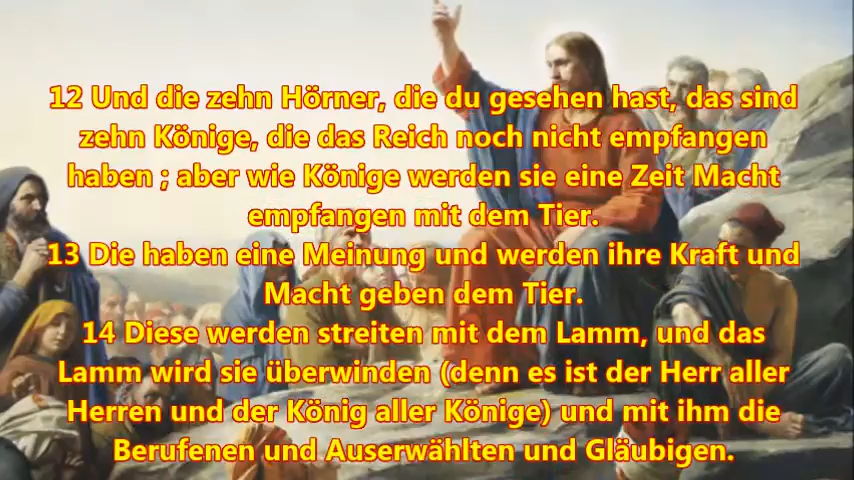 12 Und die zehn Hörner, die du gesehen hast, das sind
zehn Könige, die das Reich noch nicht empfangen
haben ; aber wie Könige werden sie eine Zeit Macht
empfangen mit dem Tier.
13 Die haben eine Meinung und werden ihre Kraft und
Macht geben dem Tier.
14 Diese werden streiten mit dem Lamm, und das
Lamm wird sie überwinden (denn es ist der Herr aller
Herren und der König aller Könige) und mit ihm die
Berufenen und Auserwählten und Gläubigen.